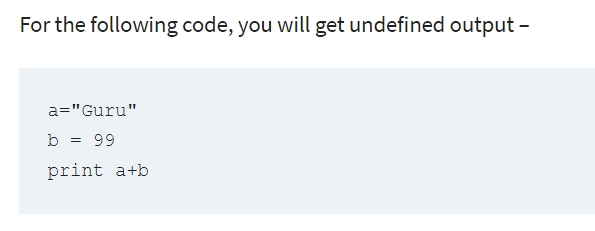 For the following code, you will get undefined output –
a="Guru"
b = 99
print a+b